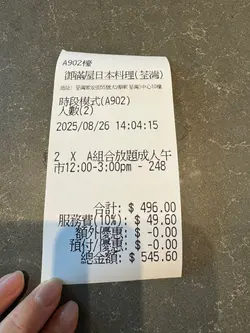 A902檯
御滿屋日本料理(荃灣)
時段模式(A902)
人數(2)
2025/08/26 14:04:15
2 X A組合放題成人午
市12:00-3:00pm - 248
合計: $ 496.00
服務費(10%): $ 49.60
額外優惠: $ -0.00
預付/優惠: $ -0.00
總金額: $ 545.60